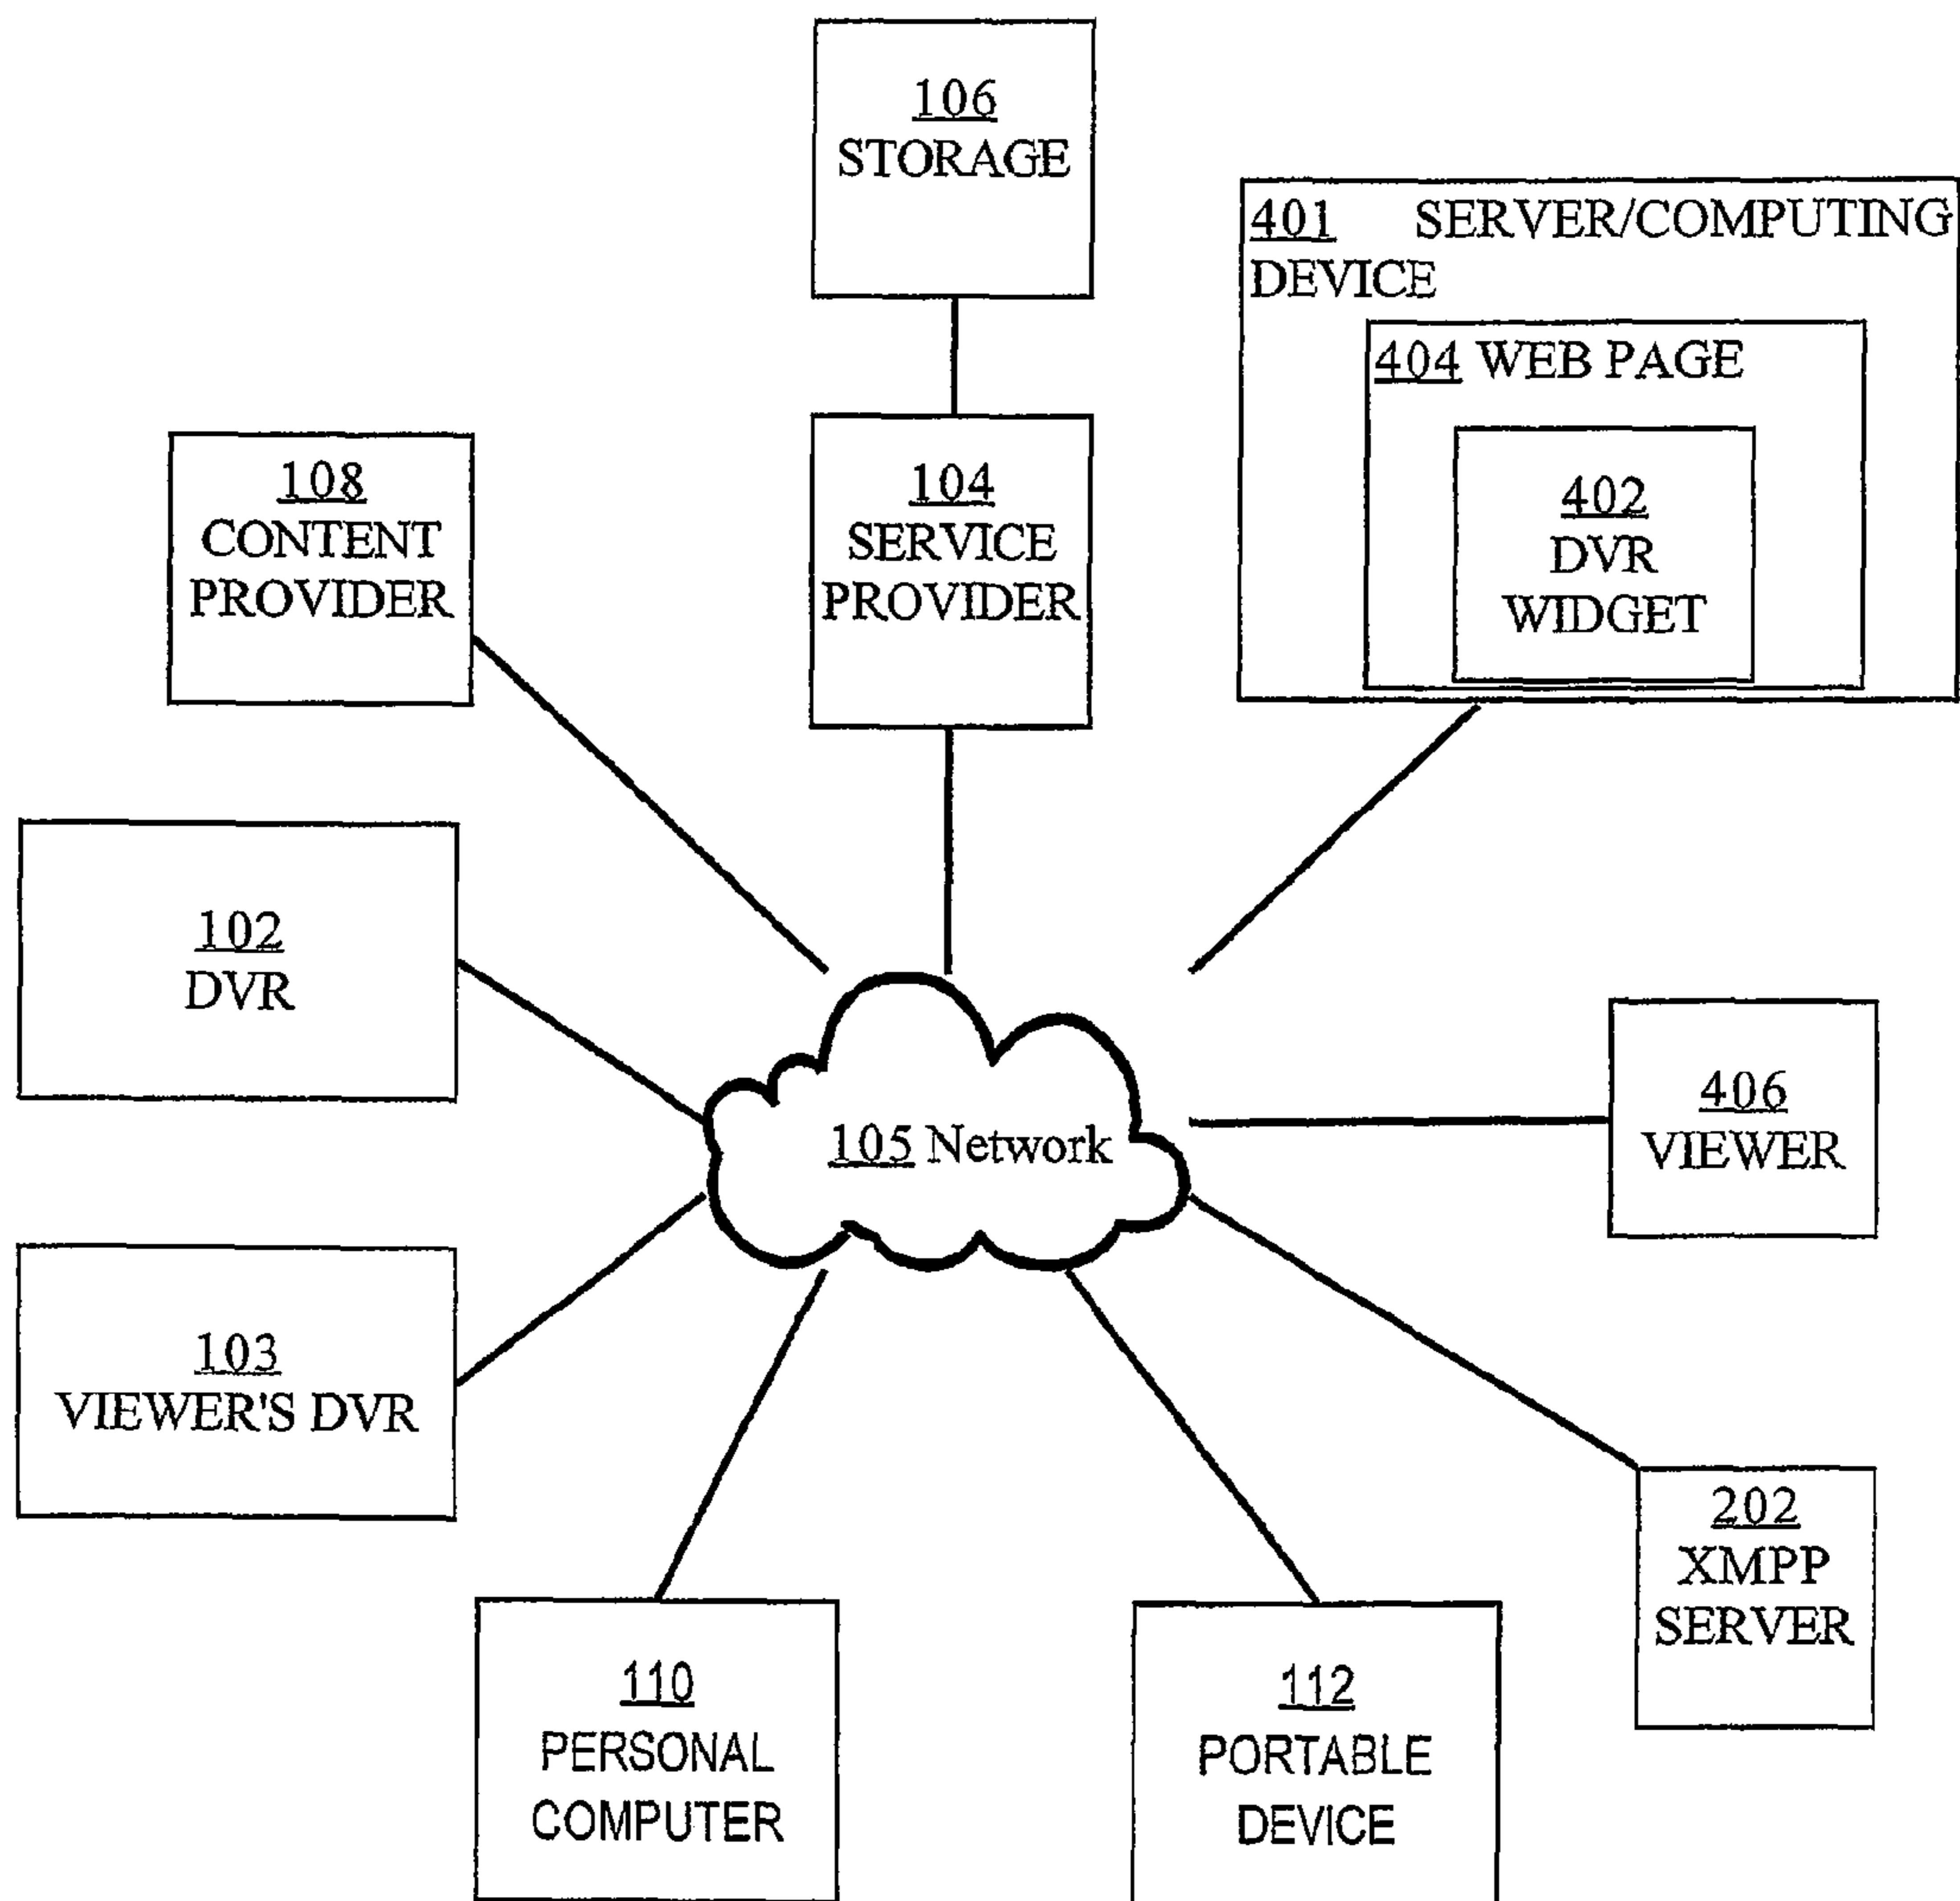 106
STORAGE
401 SERVER/COMPUTING
DEVICE
404 WEB PAGE
402
DVR
WIDGET
108
CONTENT
PROVIDER
104
SERVICE
PROVIDER
102
DVR
105 Network
406
VIEWER
103
VIEWER'S DVR
202
XMPP
SERVER
110
PERSONAL
COMPUTER
112
PORTABLE
DEVICE